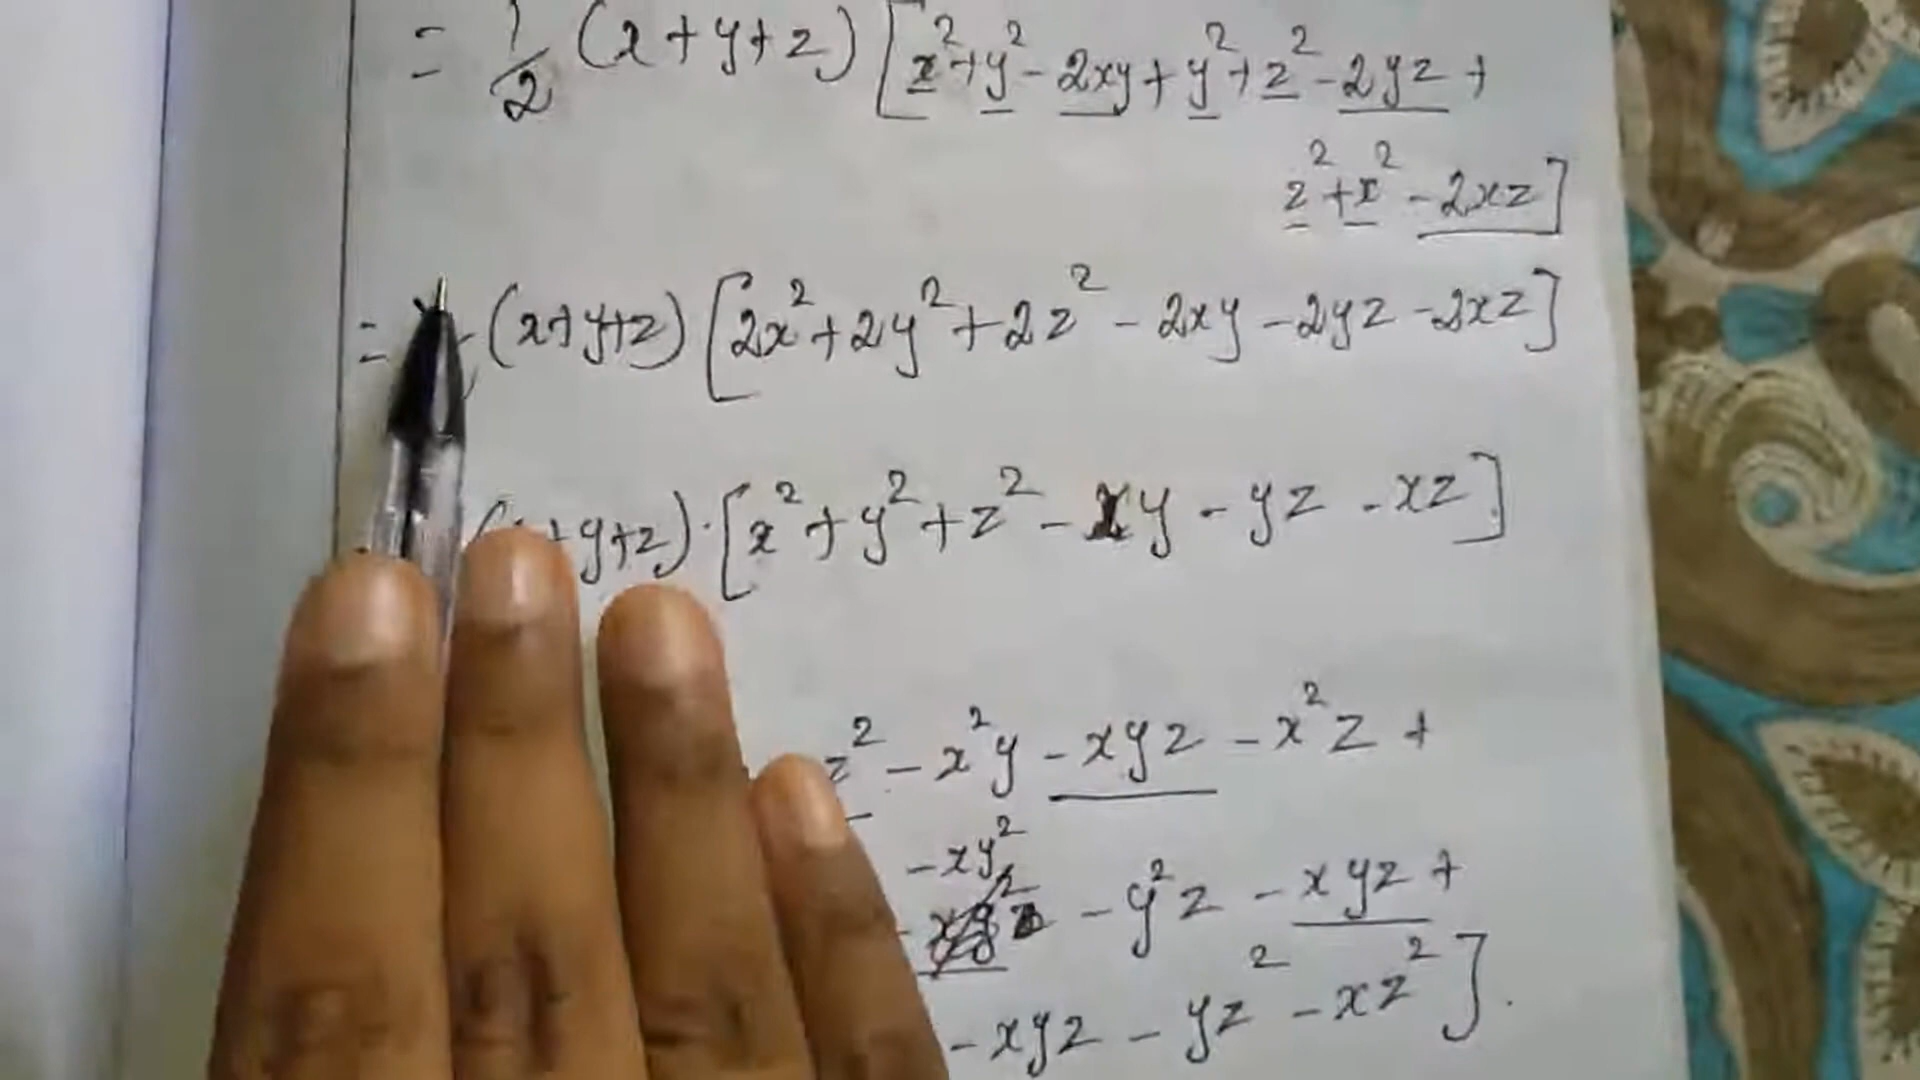 = 1/2 (x+y+z) [x²+y²-2xy+y²+z²-2yz+
z²+x²-2xz]
= (x+y+z) [2x²+2y²+2z²-2xy-2yz-2xz]
+y+z)·[x²+y²+z²-xy-yz-xz]
z²-x²y-xyz-x²z+
-xy²
-y²z-xyz+
-xyz-yz²-xz²].